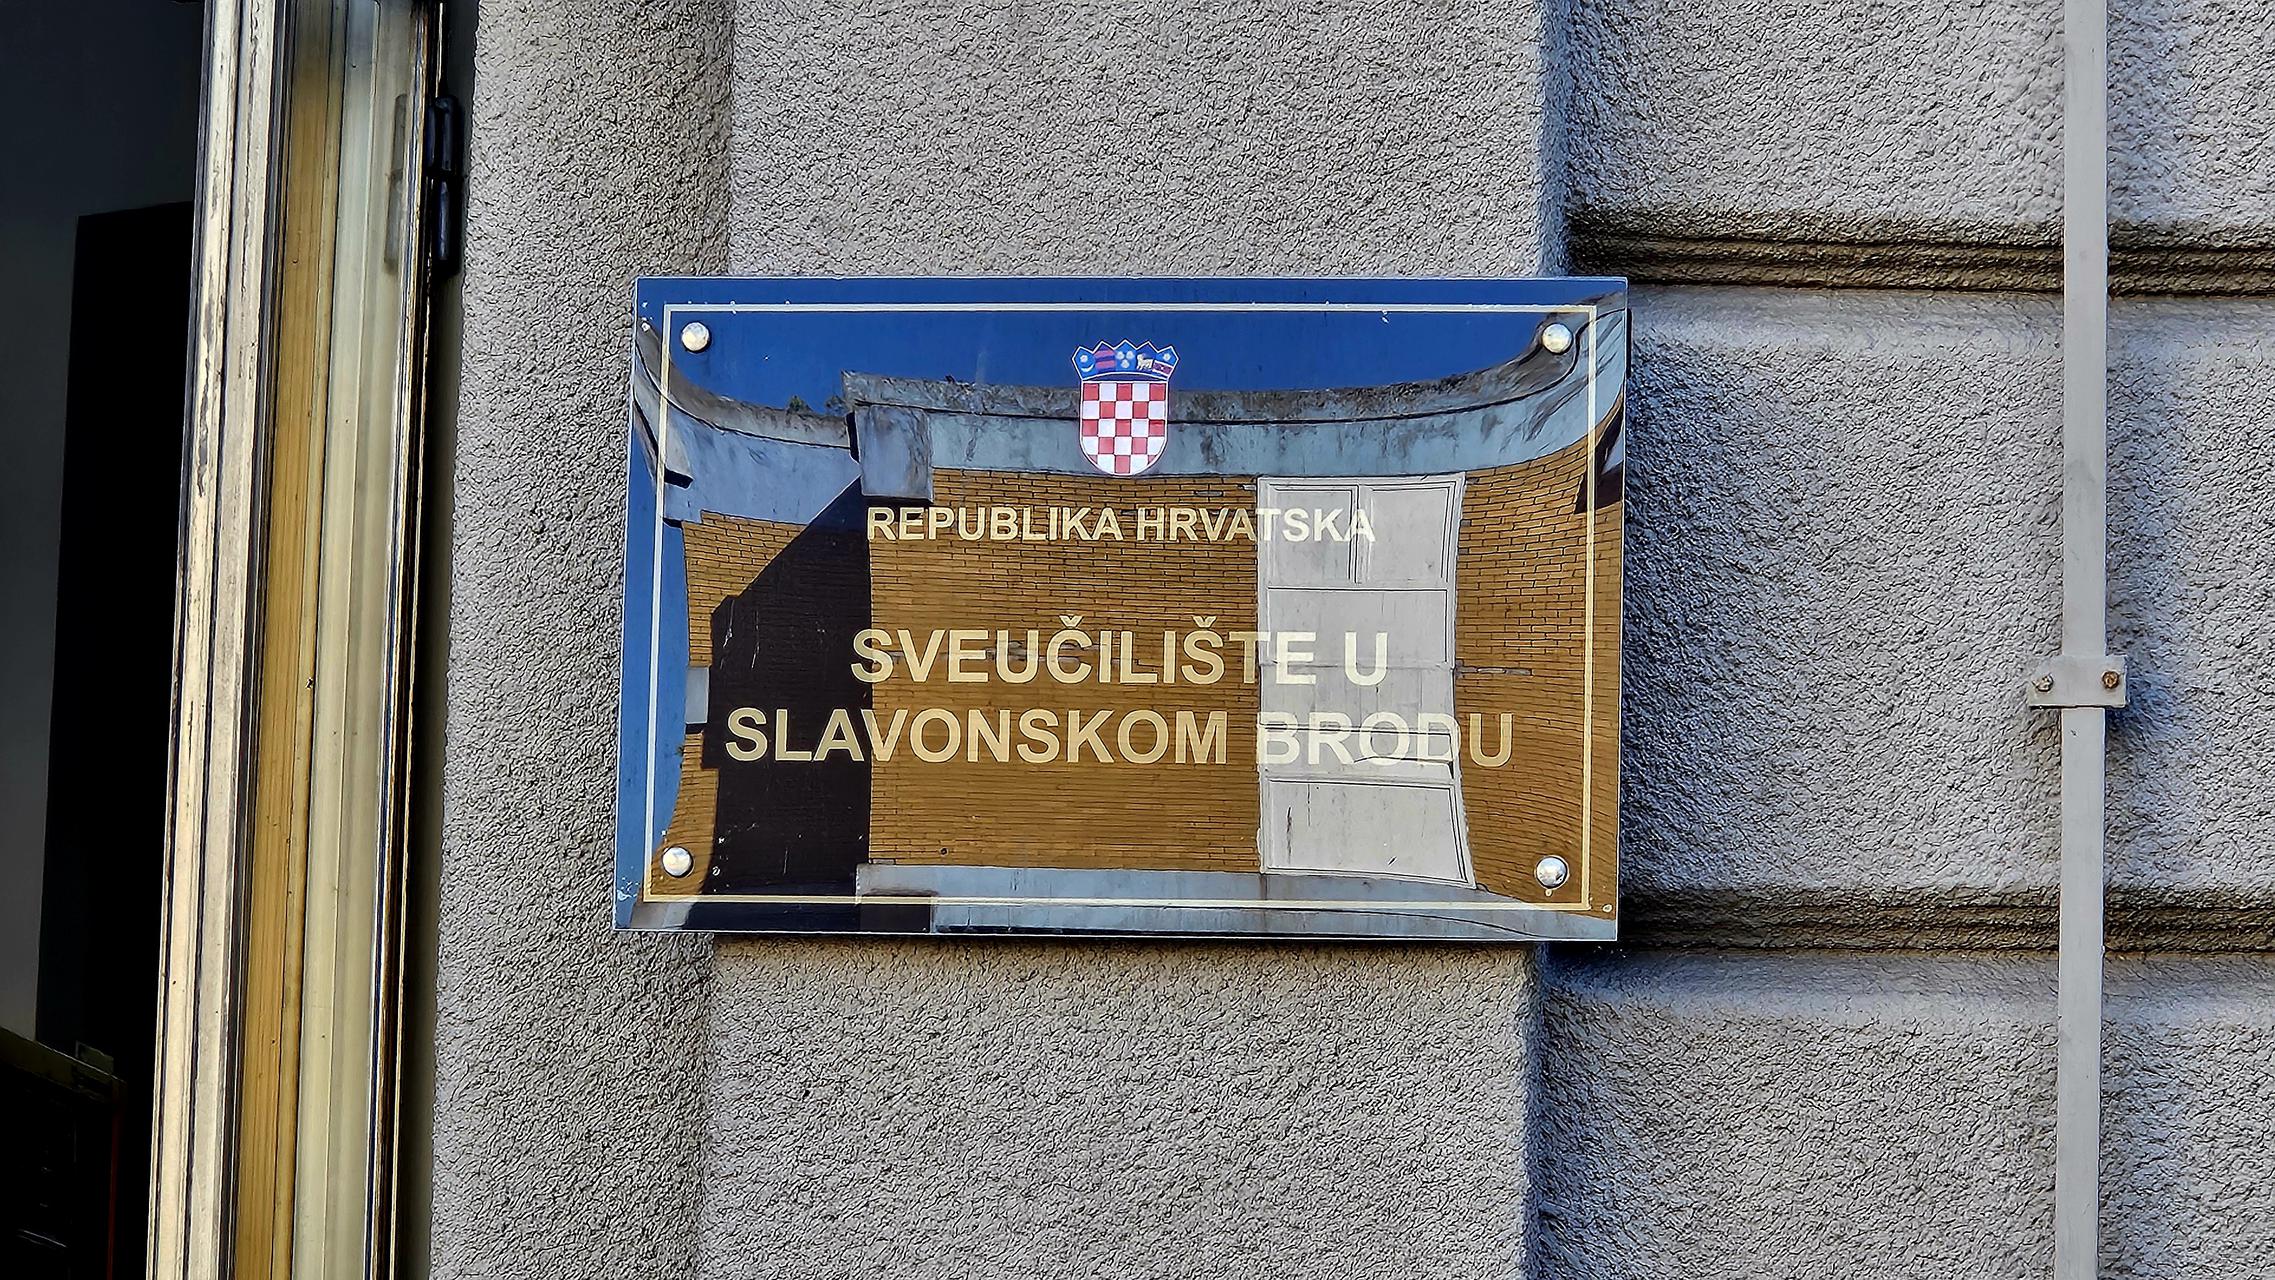 REPUBLIKA HRVATSKA
SVEUČILIŠTE U
SLAVONSKOM BRODU